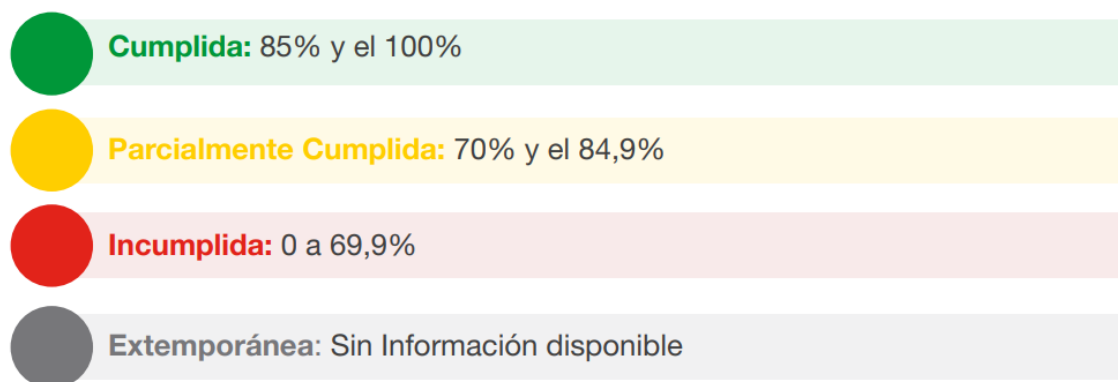 Cumplida: 85% y el 100%
Parcialmente Cumplida: 70% y el 84,9%
Incumplida: 0 a 69,9%
Extemporánea: Sin Información disponible